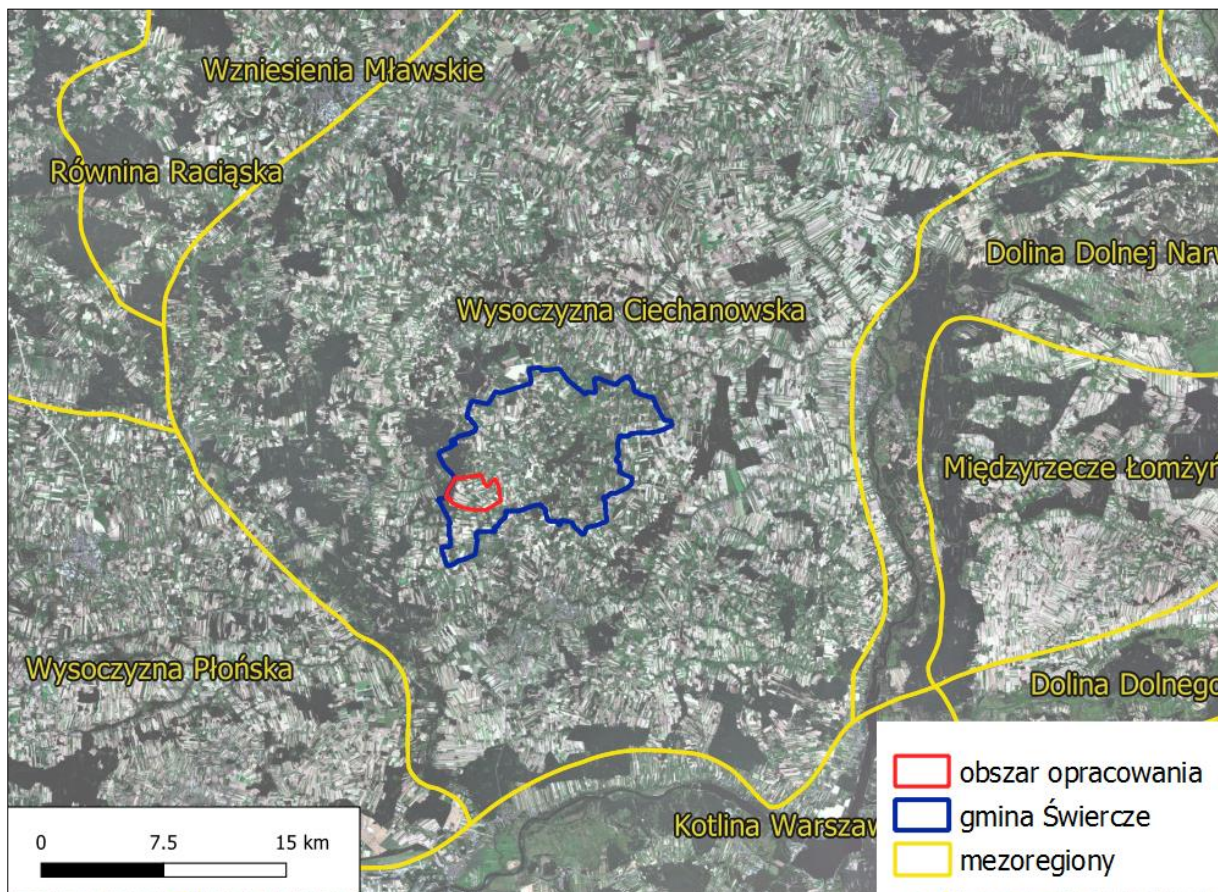 Wzniesienia Mławskie
Równina Raciąska
Dolina Dolnej Narw
Wysoczyzna Ciechanowska
Międzyrzecze Łomżyń
Wysoczyzna Płońska
Dolina Dolnego
Kotlina Warszaw
obszar opracowania
gmina Świercze
mezoregiony
0 7.5 15 km